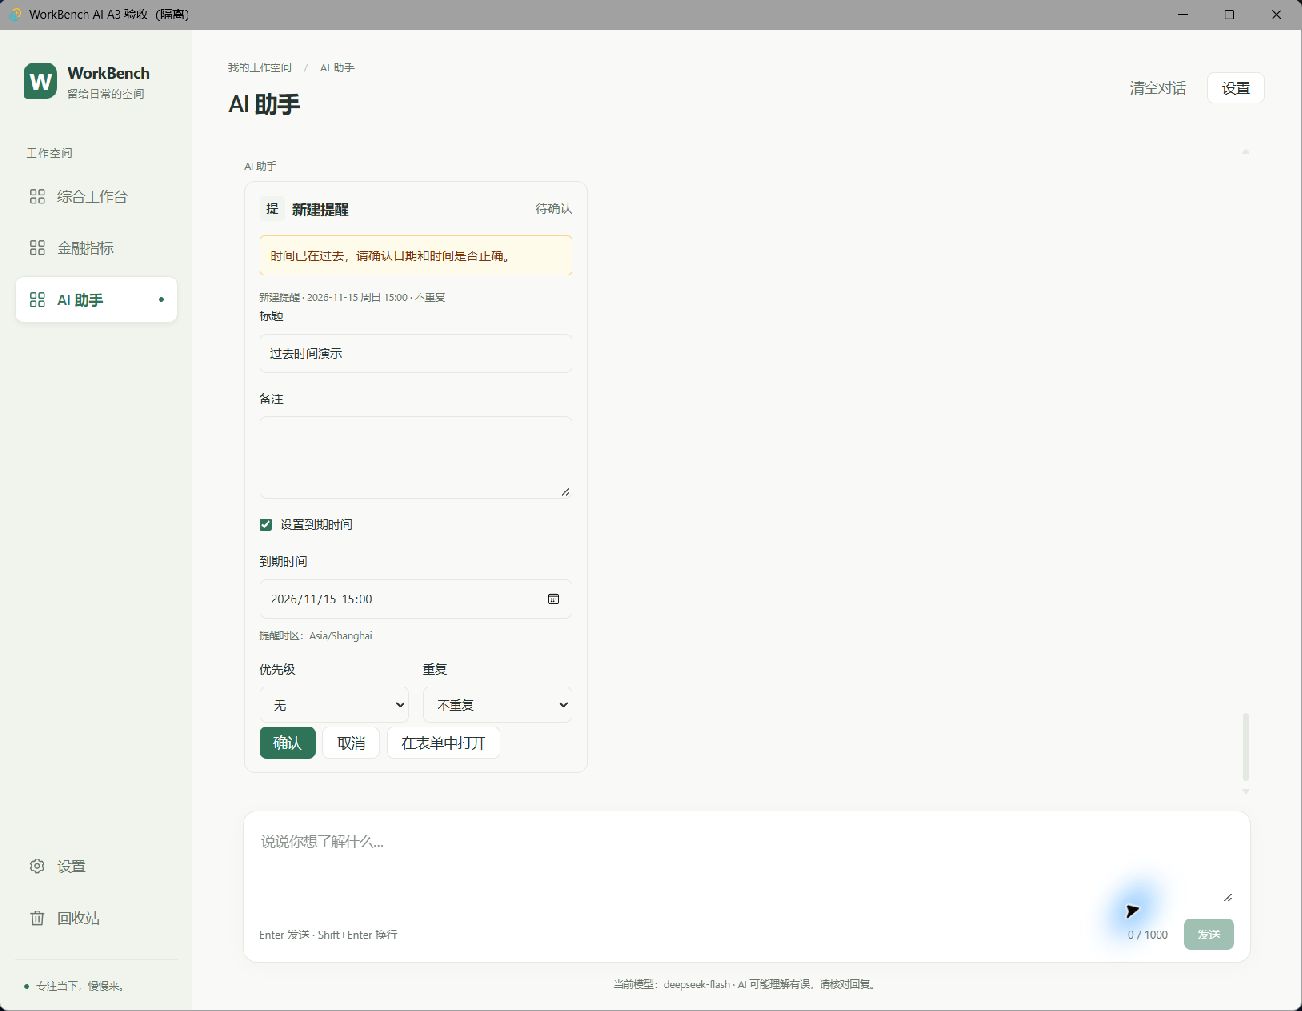 WorkBench AI A3 验收 (隔离)
W
WorkBench
留给日常的空间
工作空间
综合工作台
金融指标
AI 助手
设置
回收站
专注当下，慢慢来。
我的工作空间 / AI 助手
AI 助手
清空对话
设置
AI 助手
提 新建提醒 待确认
时间已在过去，请确认日期和时间是否正确。
新建提醒 · 2026-11-15 周日 15:00 · 不重复
标题
过去时间演示
备注
设置到期时间
到期时间
2026/11/15 15:00
提醒时区：Asia/Shanghai
优先级 重复
无 不重复
确认 取消 在表单中打开
说说你想了解什么...
Enter 发送 · Shift+Enter 换行
0 / 1000 发送
当前模型：deepseek-flash · AI 可能理解有误，请核对回复。